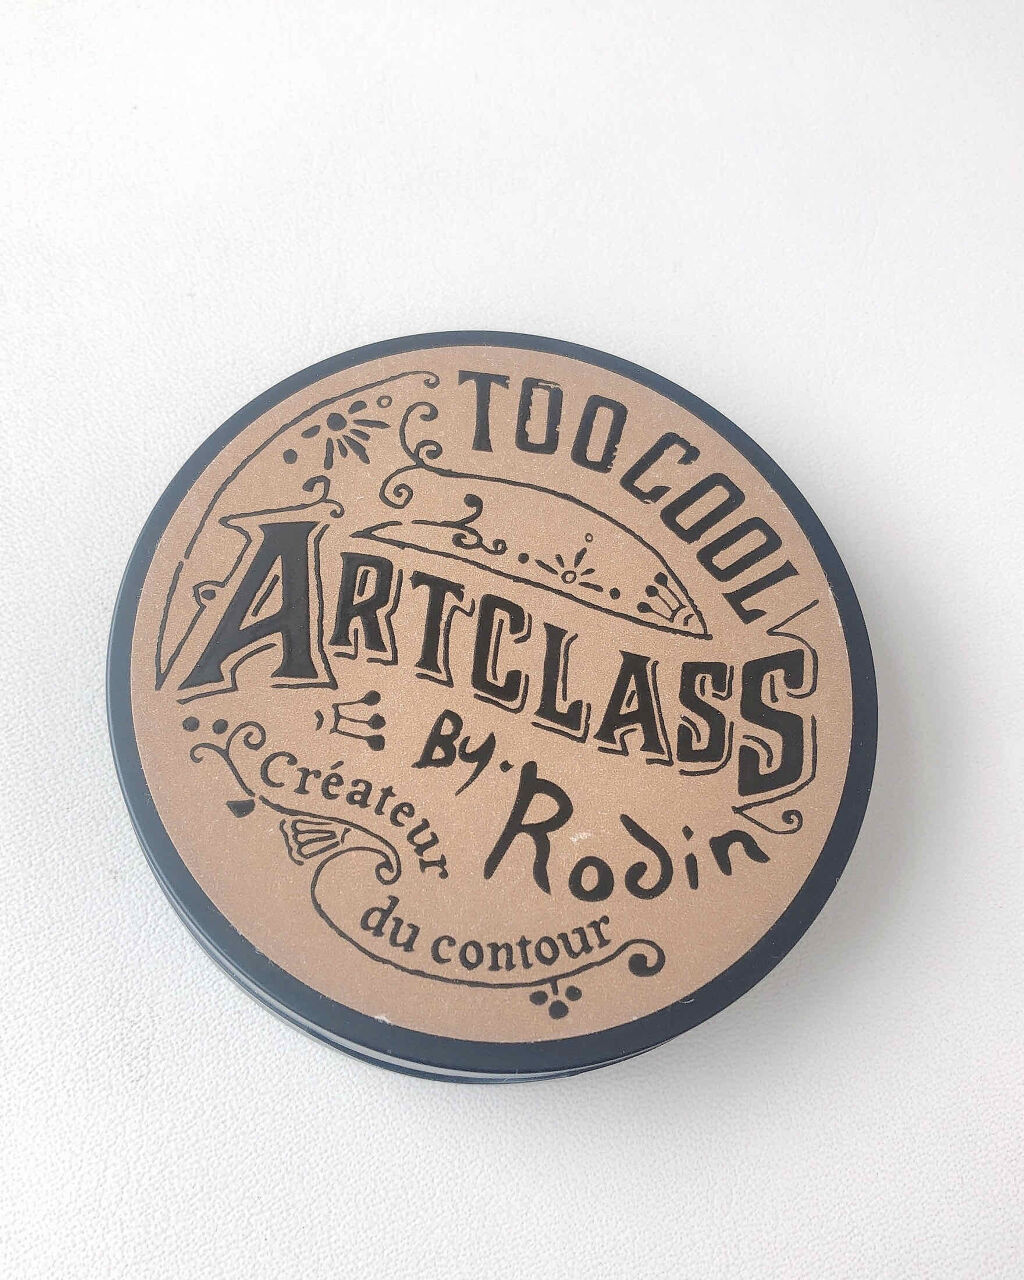 TOO COOL
ARTCLASS
BY. Rodin
Créateur
du contour